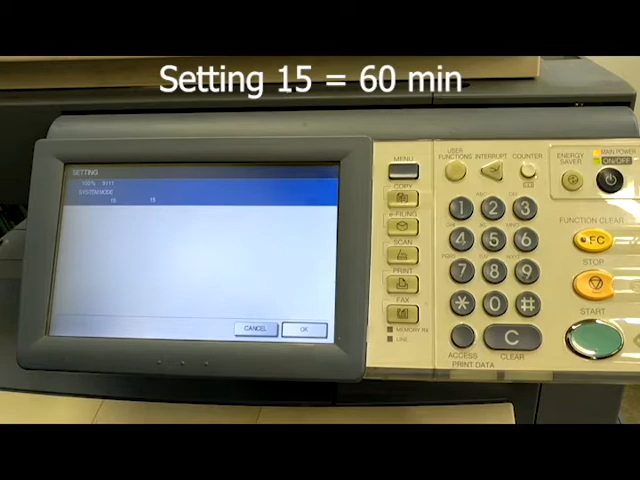 Setting 15 = 60 min
SETTING
100% 9111
SYSTEM MODE
15 15
CANCEL OK
MENU
COPY
e-FILING
SCAN
PRINT
FAX
MEMORY RX
LINE
USER FUNCTIONS
INTERRUPT
COUNTER
ENERGY SAVER
MAIN POWER
ON/OFF
1 2 3
4 5 6
7 8 9
* 0 #
C
ACCESS
CLEAR
PRINT DATA
FUNCTION CLEAR
FC
STOP
START